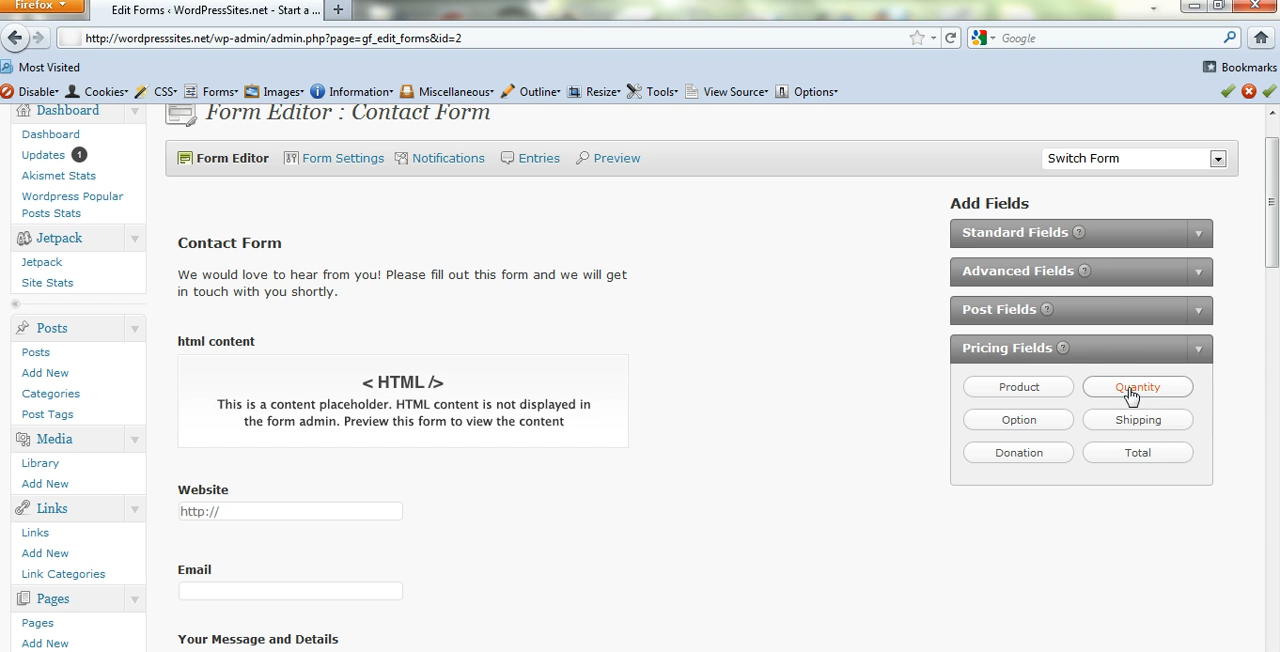 Firefox
Edit Forms ‹ WordPressSites.net - Start a ...
http://wordpresssites.net/wp-admin/admin.php?page=gf_edit_forms&id=2
Google
Most Visited
Bookmarks
Disable
Cookies
CSS
Forms
Images
Information
Miscellaneous
Outline
Resize
Tools
View Source
Options
Dashboard
Dashboard
Updates 1
Akismet Stats
Wordpress Popular
Posts Stats
Jetpack
Jetpack
Site Stats
Posts
Posts
Add New
Categories
Post Tags
Media
Library
Add New
Links
Links
Add New
Link Categories
Pages
Pages
Add New
Form Editor : Contact Form
Form Editor
Form Settings
Notifications
Entries
Preview
Switch Form
Contact Form
We would love to hear from you! Please fill out this form and we will get
in touch with you shortly.
html content
< HTML />
This is a content placeholder. HTML content is not displayed in
the form admin. Preview this form to view the content
Website
http://
Email
Your Message and Details
Add Fields
Standard Fields ?
Advanced Fields ?
Post Fields ?
Pricing Fields ?
Product
Quantity
Option
Shipping
Donation
Total